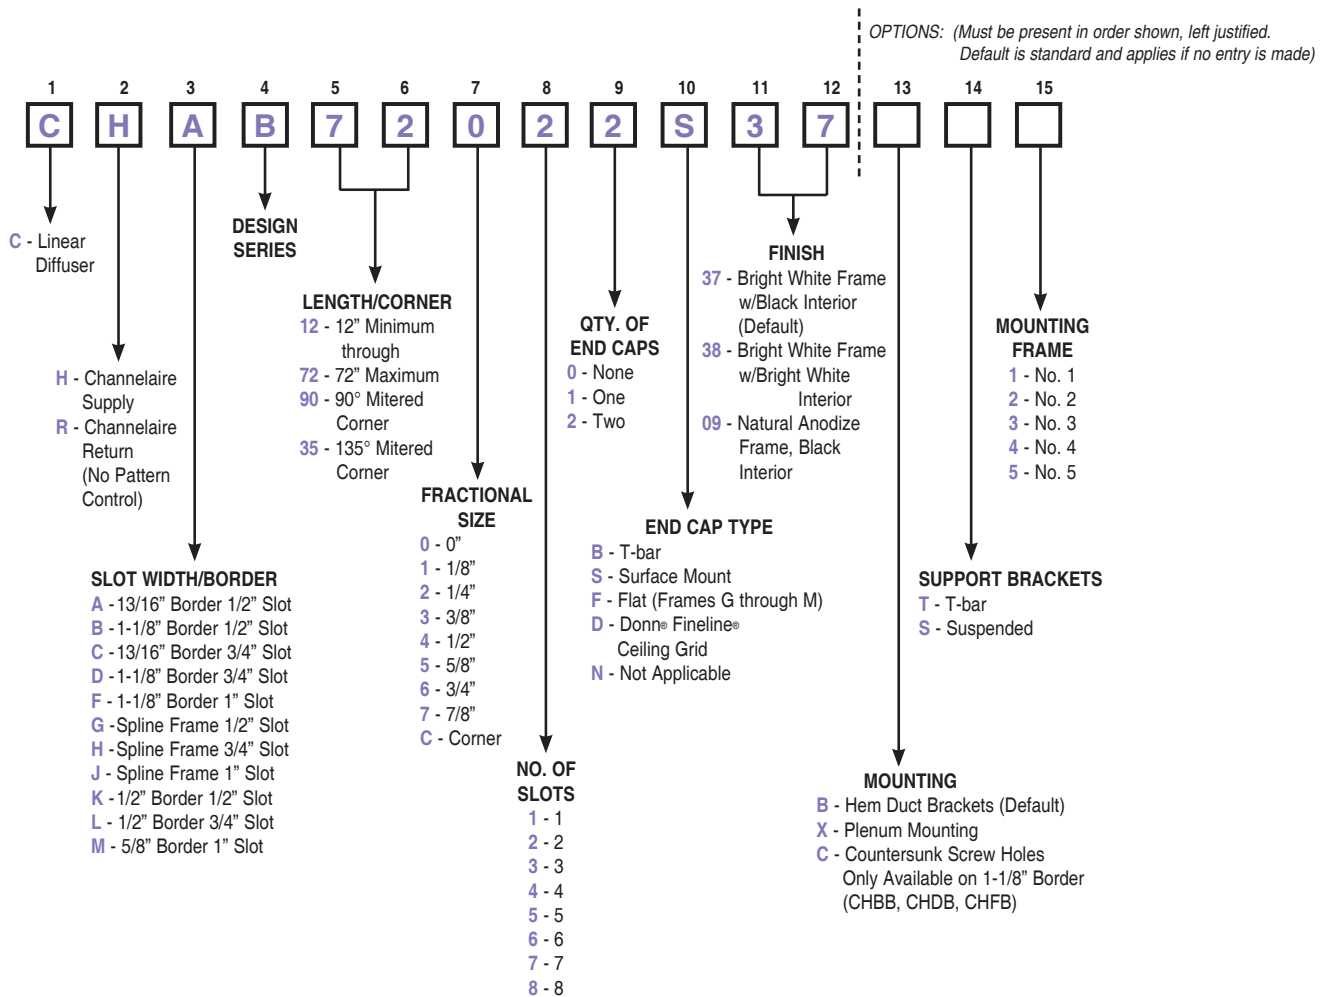 OPTIONS: (Must be present in order shown, left justified.
Default is standard and applies if no entry is made)
1 2 3 4 5 6 7 8 9 10 11 12 13 14 15
C H A B 7 2 0 2 2 S 3 7
C - Linear
Diffuser
H - Channelaire
Supply
R - Channelaire
Return
(No Pattern
Control)
SLOT WIDTH/BORDER
A -13/16” Border 1/2” Slot
B -1-1/8” Border 1/2” Slot
C -13/16” Border 3/4” Slot
D -1-1/8” Border 3/4” Slot
F -1-1/8” Border 1” Slot
G -Spline Frame 1/2” Slot
H -Spline Frame 3/4” Slot
J - Spline Frame 1” Slot
K -1/2” Border 1/2” Slot
L - 1/2” Border 3/4” Slot
M - 5/8” Border 1” Slot
DESIGN
SERIES
LENGTH/CORNER
12 - 12” Minimum
through
72 - 72” Maximum
90 - 90° Mitered
Corner
35 - 135° Mitered
Corner
FRACTIONAL
SIZE
0 - 0”
1 - 1/8”
2 - 1/4”
3 - 3/8”
4 - 1/2”
5 - 5/8”
6 - 3/4”
7 - 7/8”
C - Corner
NO. OF
SLOTS
1 - 1
2 - 2
3 - 3
4 - 4
5 - 5
6 - 6
7 - 7
8 - 8
QTY. OF
END CAPS
0 - None
1 - One
2 - Two
END CAP TYPE
B - T-bar
S - Surface Mount
F - Flat (Frames G through M)
D - Donn® Fineline®
Ceiling Grid
N - Not Applicable
FINISH
37 - Bright White Frame
w/Black Interior
(Default)
38 - Bright White Frame
w/Bright White
Interior
09 - Natural Anodize
Frame, Black
Interior
MOUNTING
B - Hem Duct Brackets (Default)
X - Plenum Mounting
C - Countersunk Screw Holes
Only Available on 1-1/8” Border
(CHBB, CHDB, CHFB)
SUPPORT BRACKETS
T - T-bar
S - Suspended
MOUNTING
FRAME
1 - No. 1
2 - No. 2
3 - No. 3
4 - No. 4
5 - No. 5